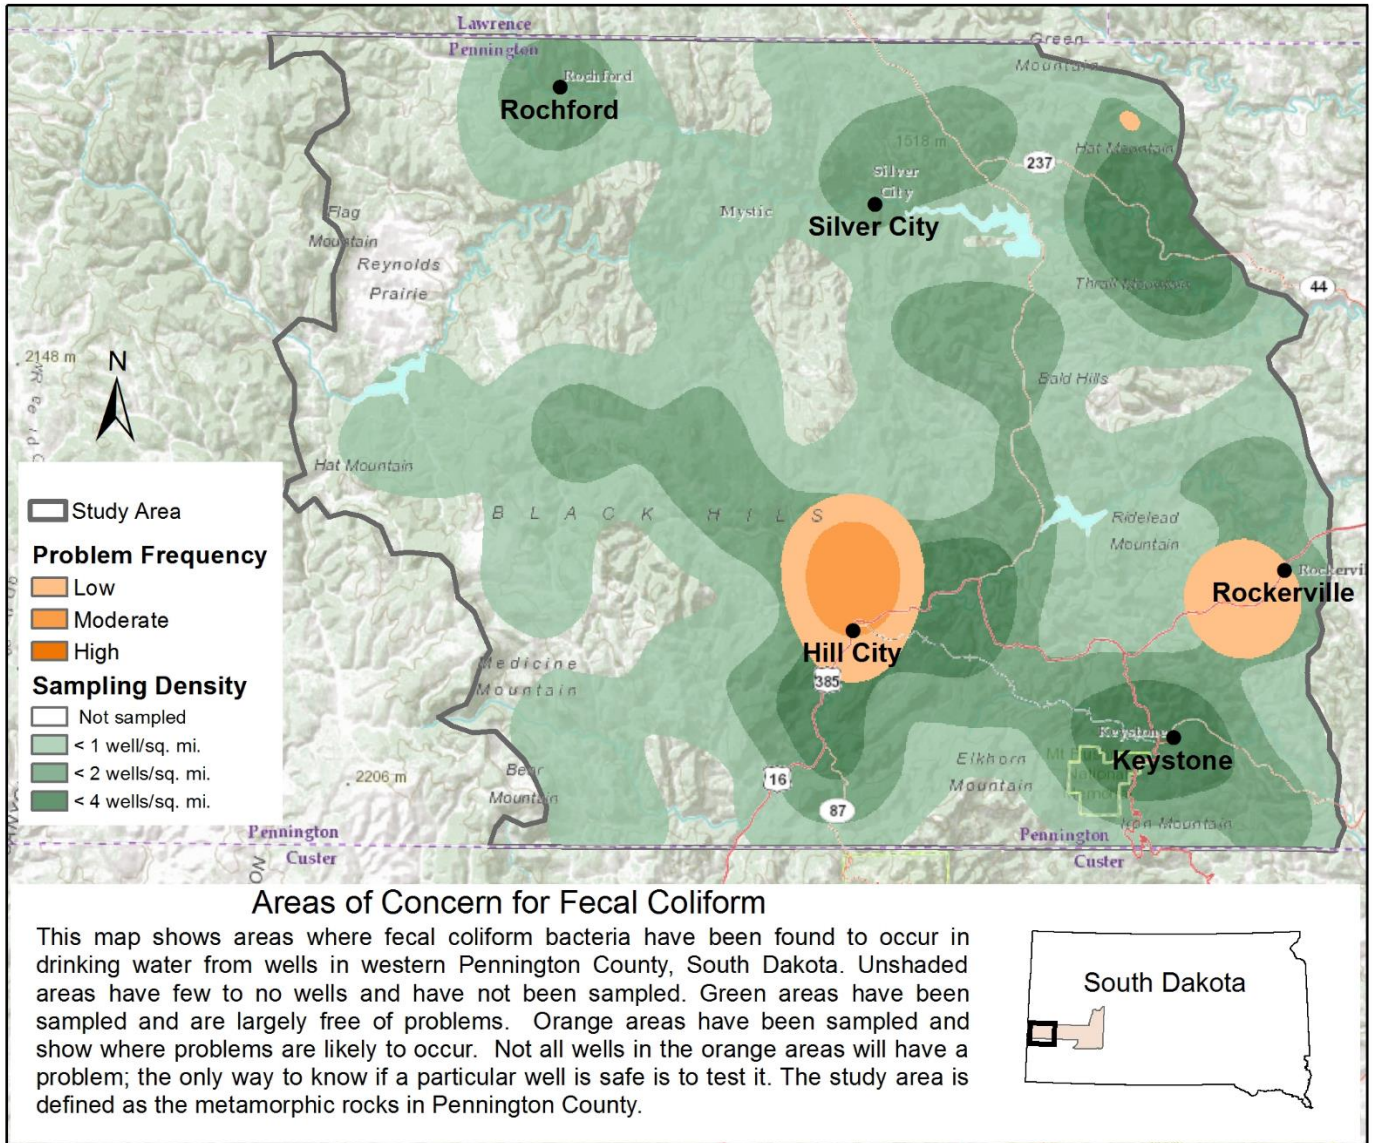 Lawrence
Pennington
Green
Mountain
Rochford
Rochford
1518 m
Hat Mountain
237
Silver
City
Silver City
Mystic
Flag
Mountain
Reynolds
Prairie
44
2148 m
N
Bald Hills
Hat Mountain
BLACK HILLS
Ridelead
Mountain
Rockervil
Rockerville
Hill City
385
Medicine
Mountain
Keystone
Keystone
Elkhorn
Mountain
Bear
Mountain
2206 m
16
87
Iron Mountain
Pennington
Custer
Pennington
Custer
Study Area
Problem Frequency
Low
Moderate
High
Sampling Density
Not sampled
< 1 well/sq. mi.
< 2 wells/sq. mi.
< 4 wells/sq. mi.
Areas of Concern for Fecal Coliform
This map shows areas where fecal coliform bacteria have been found to occur in
drinking water from wells in western Pennington County, South Dakota. Unshaded
areas have few to no wells and have not been sampled. Green areas have been
sampled and are largely free of problems. Orange areas have been sampled and
show where problems are likely to occur. Not all wells in the orange areas will have a
problem; the only way to know if a particular well is safe is to test it. The study area is
defined as the metamorphic rocks in Pennington County.
South Dakota